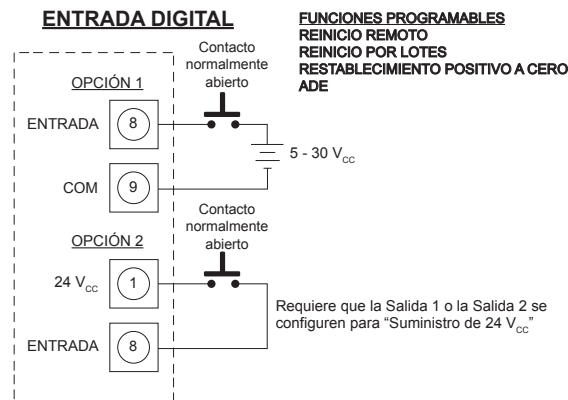 ENTRADA DIGITAL
FUNCIONES PROGRAMABLES
REINICIO REMOTO
REINICIO POR LOTES
RESTABLECIMIENTO POSITIVO A CERO
ADE
OPCIÓN 1
Contacto
normalmente
abierto
ENTRADA 8
5 - 30 Vcc
COM 9
OPCIÓN 2
Contacto
normalmente
abierto
24 Vcc 1
Requiere que la Salida 1 o la Salida 2 se
configuren para “Suministro de 24 Vcc”
ENTRADA 8